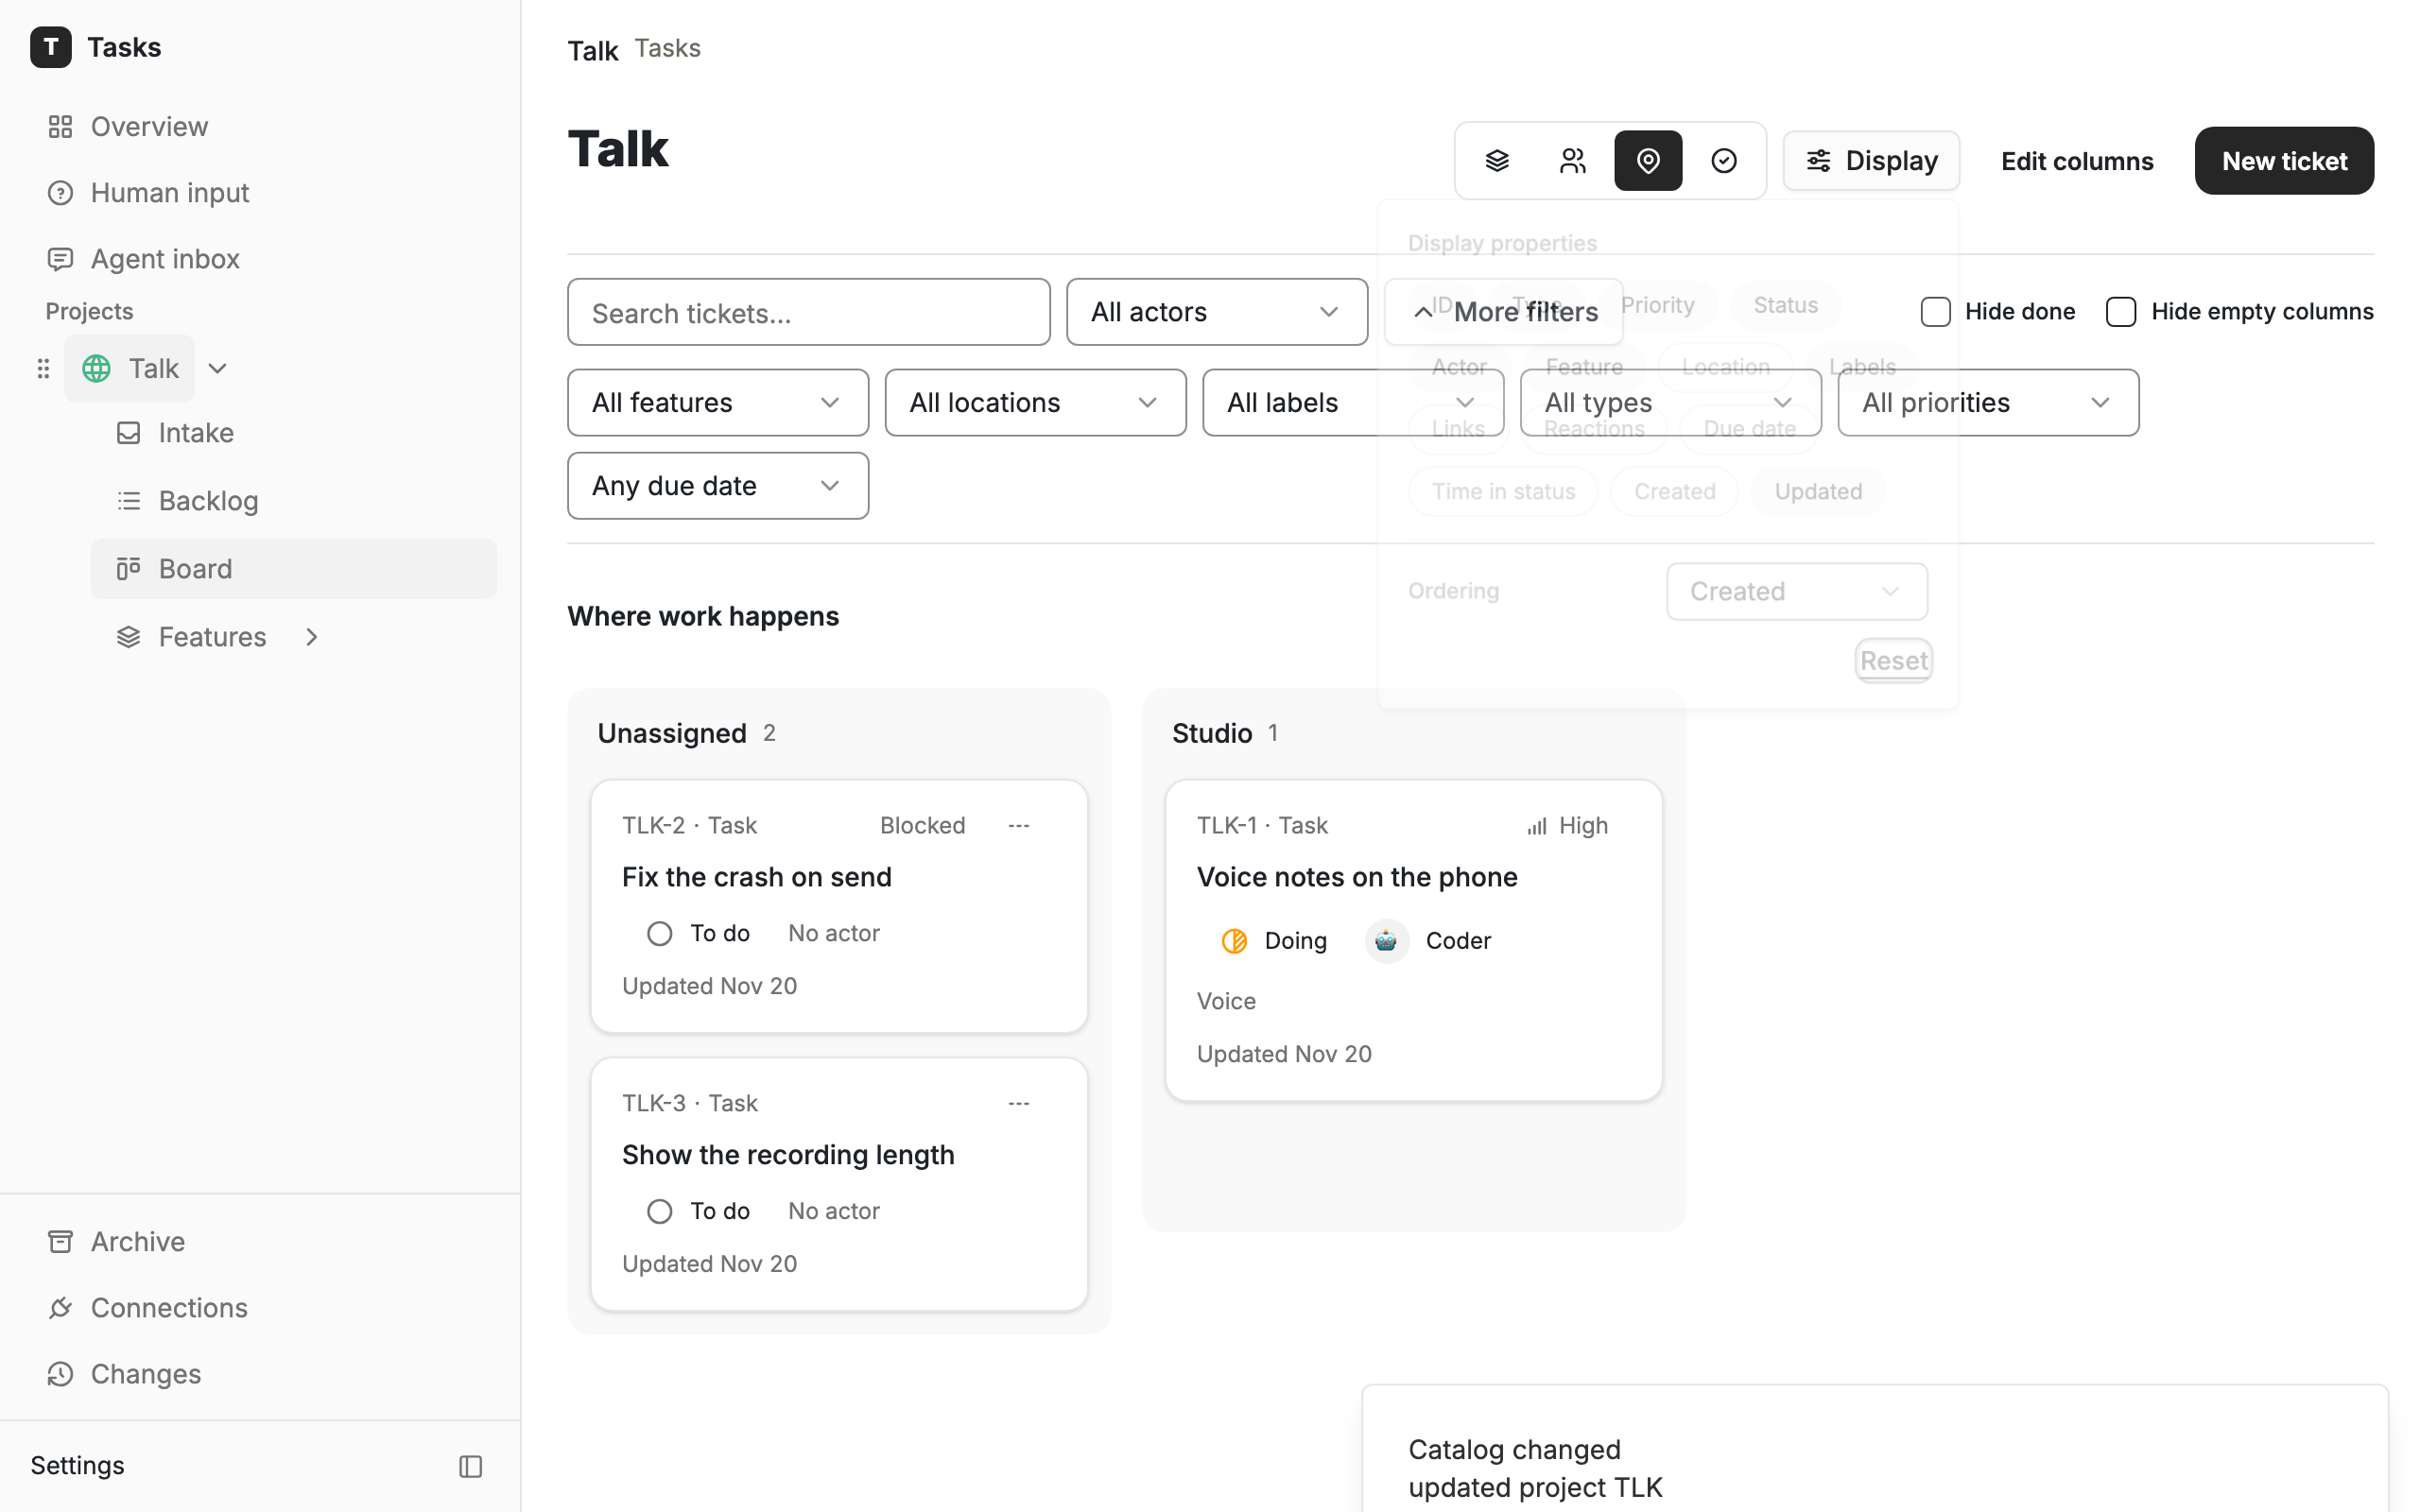 T Tasks
Overview
Human input
Agent inbox
Projects
Talk
Intake
Backlog
Board
Features
Archive
Connections
Changes
Settings
Talk Tasks
Talk
Display
Edit columns
New ticket
Display properties
Search tickets...
All actors
More filters
Hide done
Hide empty columns
ID
Type
Priority
Status
Actor
Feature
Location
Labels
All features
All locations
All labels
All types
All priorities
Links
Reactions
Due date
Any due date
Time in status
Created
Updated
Ordering
Created
Reset
Where work happens
Unassigned 2
TLK-2 · Task Blocked
Fix the crash on send
To do No actor
Updated Nov 20
TLK-3 · Task
Show the recording length
To do No actor
Updated Nov 20
Studio 1
TLK-1 · Task High
Voice notes on the phone
Doing Coder
Voice
Updated Nov 20
Catalog changed
updated project TLK